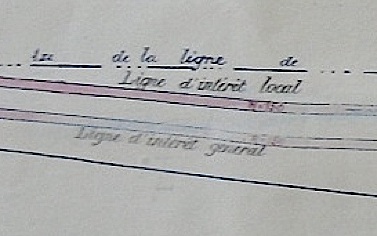 de la ligne de
Ligne d'intérêt local
Ligne d'intérêt général